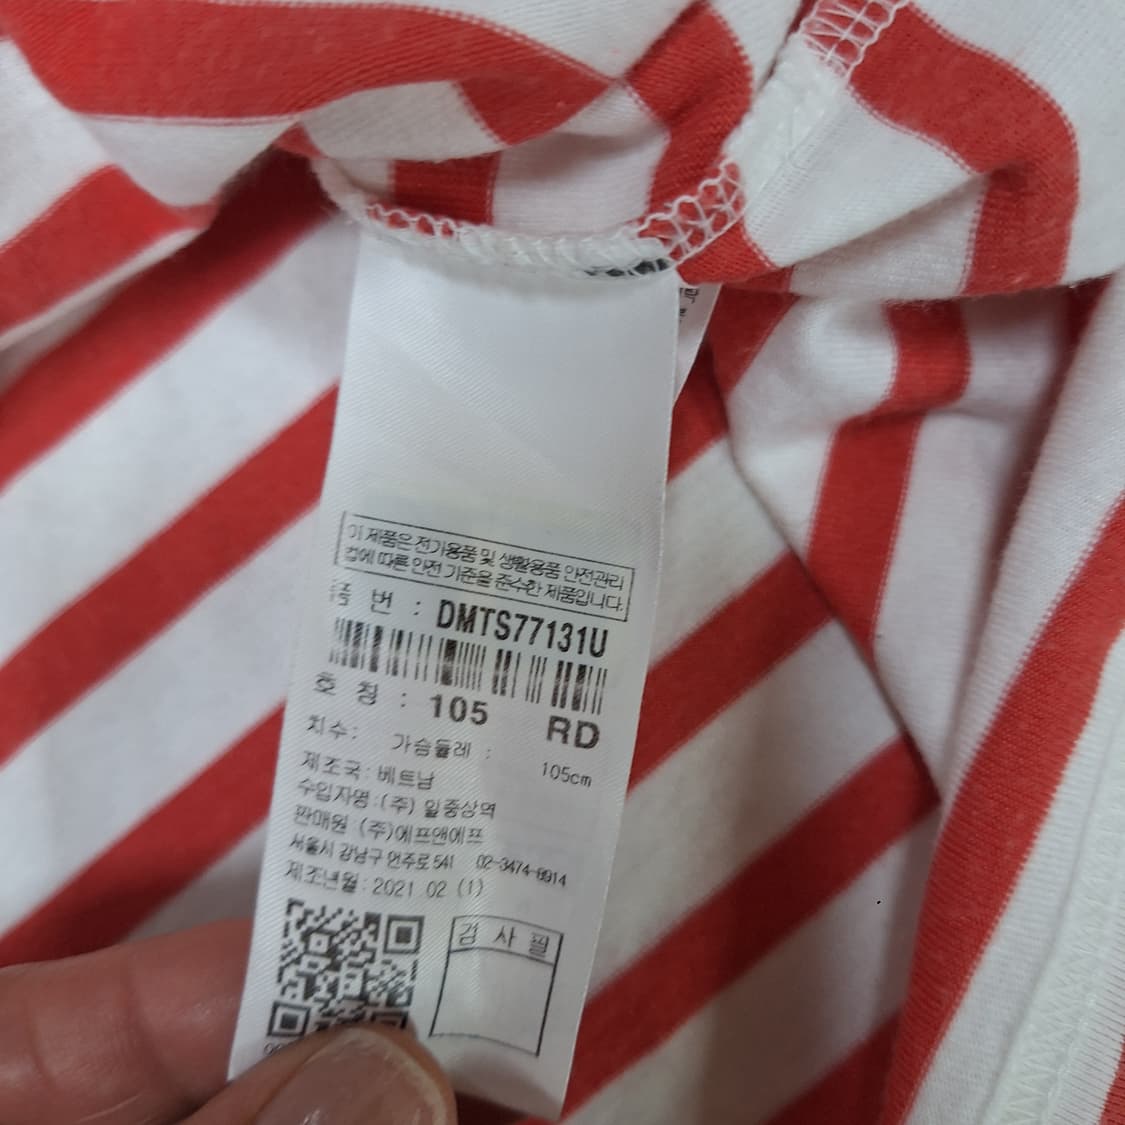 이 제품은 전기용품 및 생활용품 안전관리
법에 따른 안전 기준을 준수한 제품입니다.
품 번 : DMTS77131U
호 칭 : 105 RD
치수: 가슴둘레 : 105cm
제조국: 베트남
수입자명 :(주) 일중상역
판매원 (주)에프앤에프
서울시 강남구 언주로 541 02-3474-6914
제조년월 : 2021 02 (1)
검 사 필